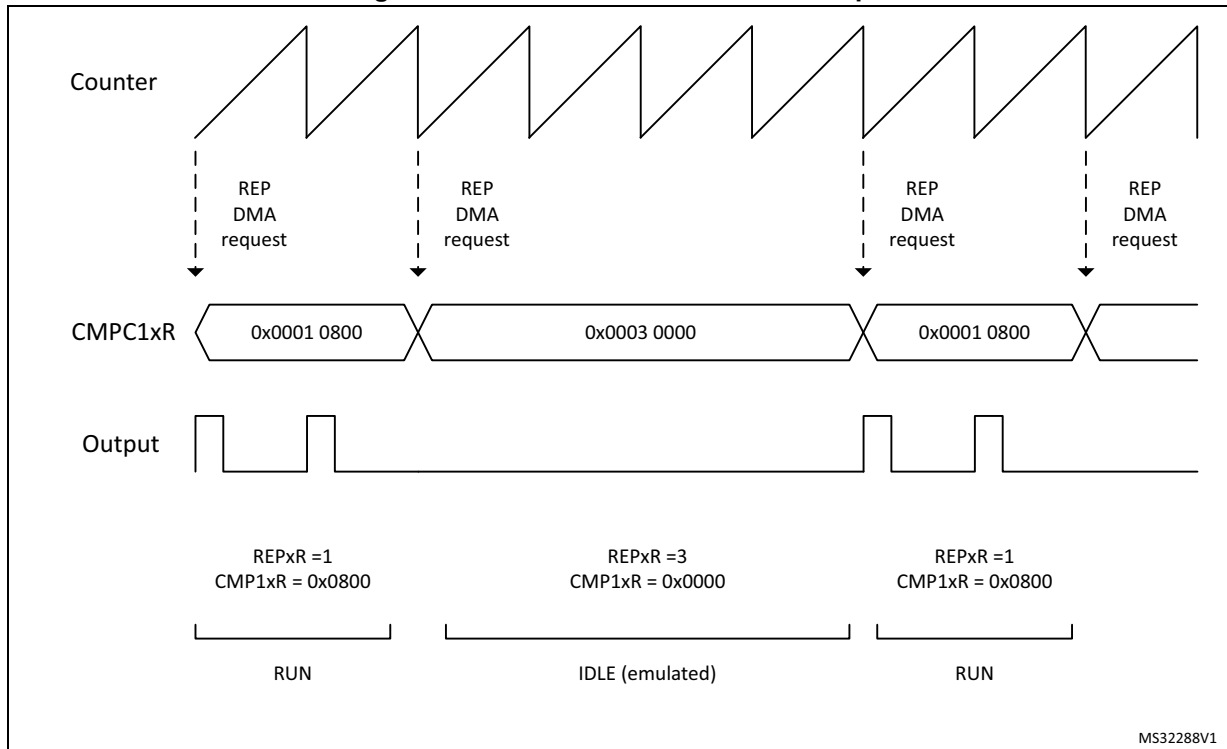 Counter
REP
DMA
request
REP
DMA
request
REP
DMA
request
REP
DMA
request
CMPC1xR
0x0001 0800
0x0003 0000
0x0001 0800
Output
REPxR =1
CMP1xR = 0x0800
REPxR =3
CMP1xR = 0x0000
REPxR =1
CMP1xR = 0x0800
RUN
IDLE (emulated)
RUN
MS32288V1